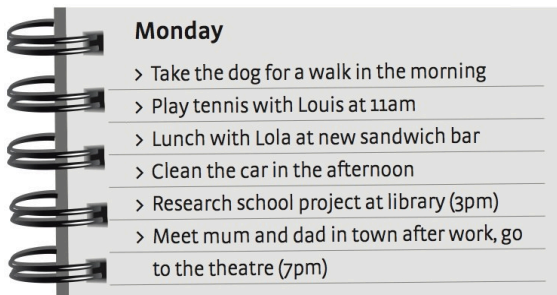 Monday
> Take the dog for a walk in the morning
> Play tennis with Louis at 11am
> Lunch with Lola at new sandwich bar
> Clean the car in the afternoon
> Research school project at library (3pm)
> Meet mum and dad in town after work, go
to the theatre (7pm)